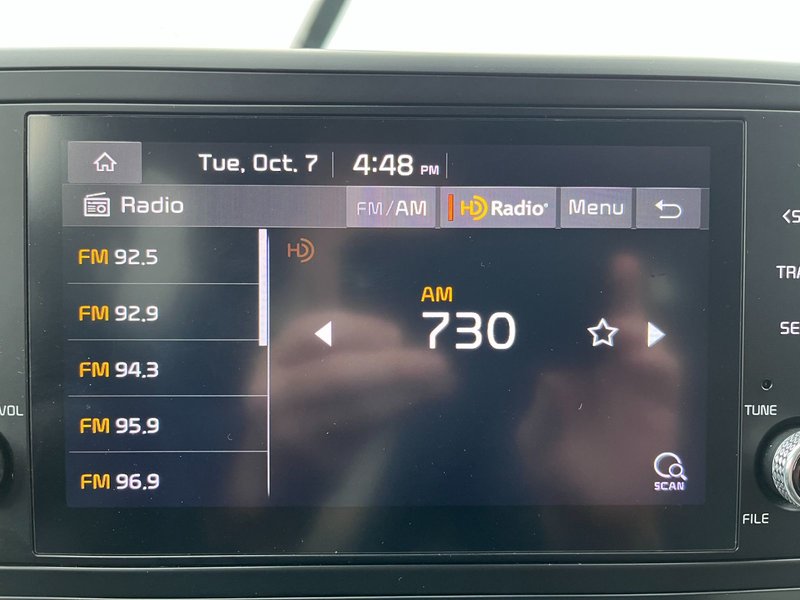 Tue, Oct. 7 4:48 PM
Radio FM/AM HD Radio® Menu
FM 92.5
FM 92.9
FM 94.3
FM 95.9
FM 96.9
HD
AM
730
SCAN
VOL
TUNE
FILE